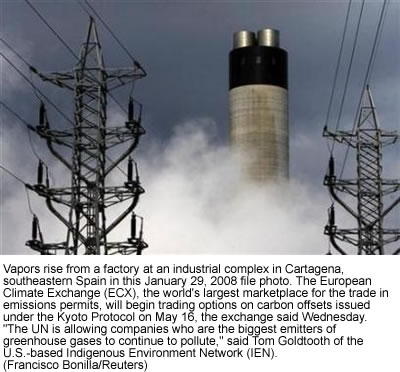 Vapors rise from a factory at an industrial complex in Cartagena,
southeastern Spain in this January 29, 2008 file photo. The European
Climate Exchange (ECX), the world's largest marketplace for the trade in
emissions permits, will begin trading options on carbon offsets issued
under the Kyoto Protocol on May 16, the exchange said Wednesday.
"The UN is allowing companies who are the biggest emitters of
greenhouse gases to continue to pollute," said Tom Goldtooth of the
U.S.-based Indigenous Environment Network (IEN).
(Francisco Bonilla/Reuters)